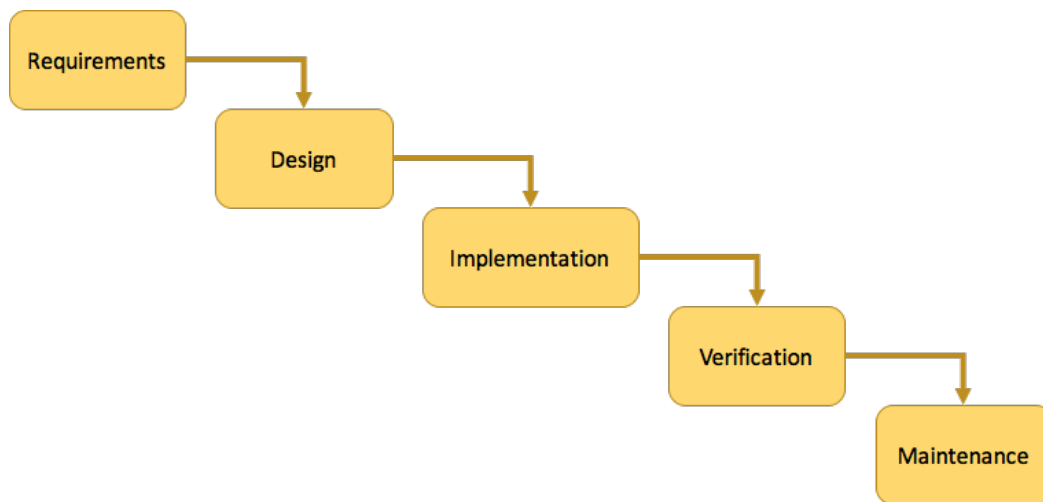 Requirements
Design
Implementation
Verification
Maintenance